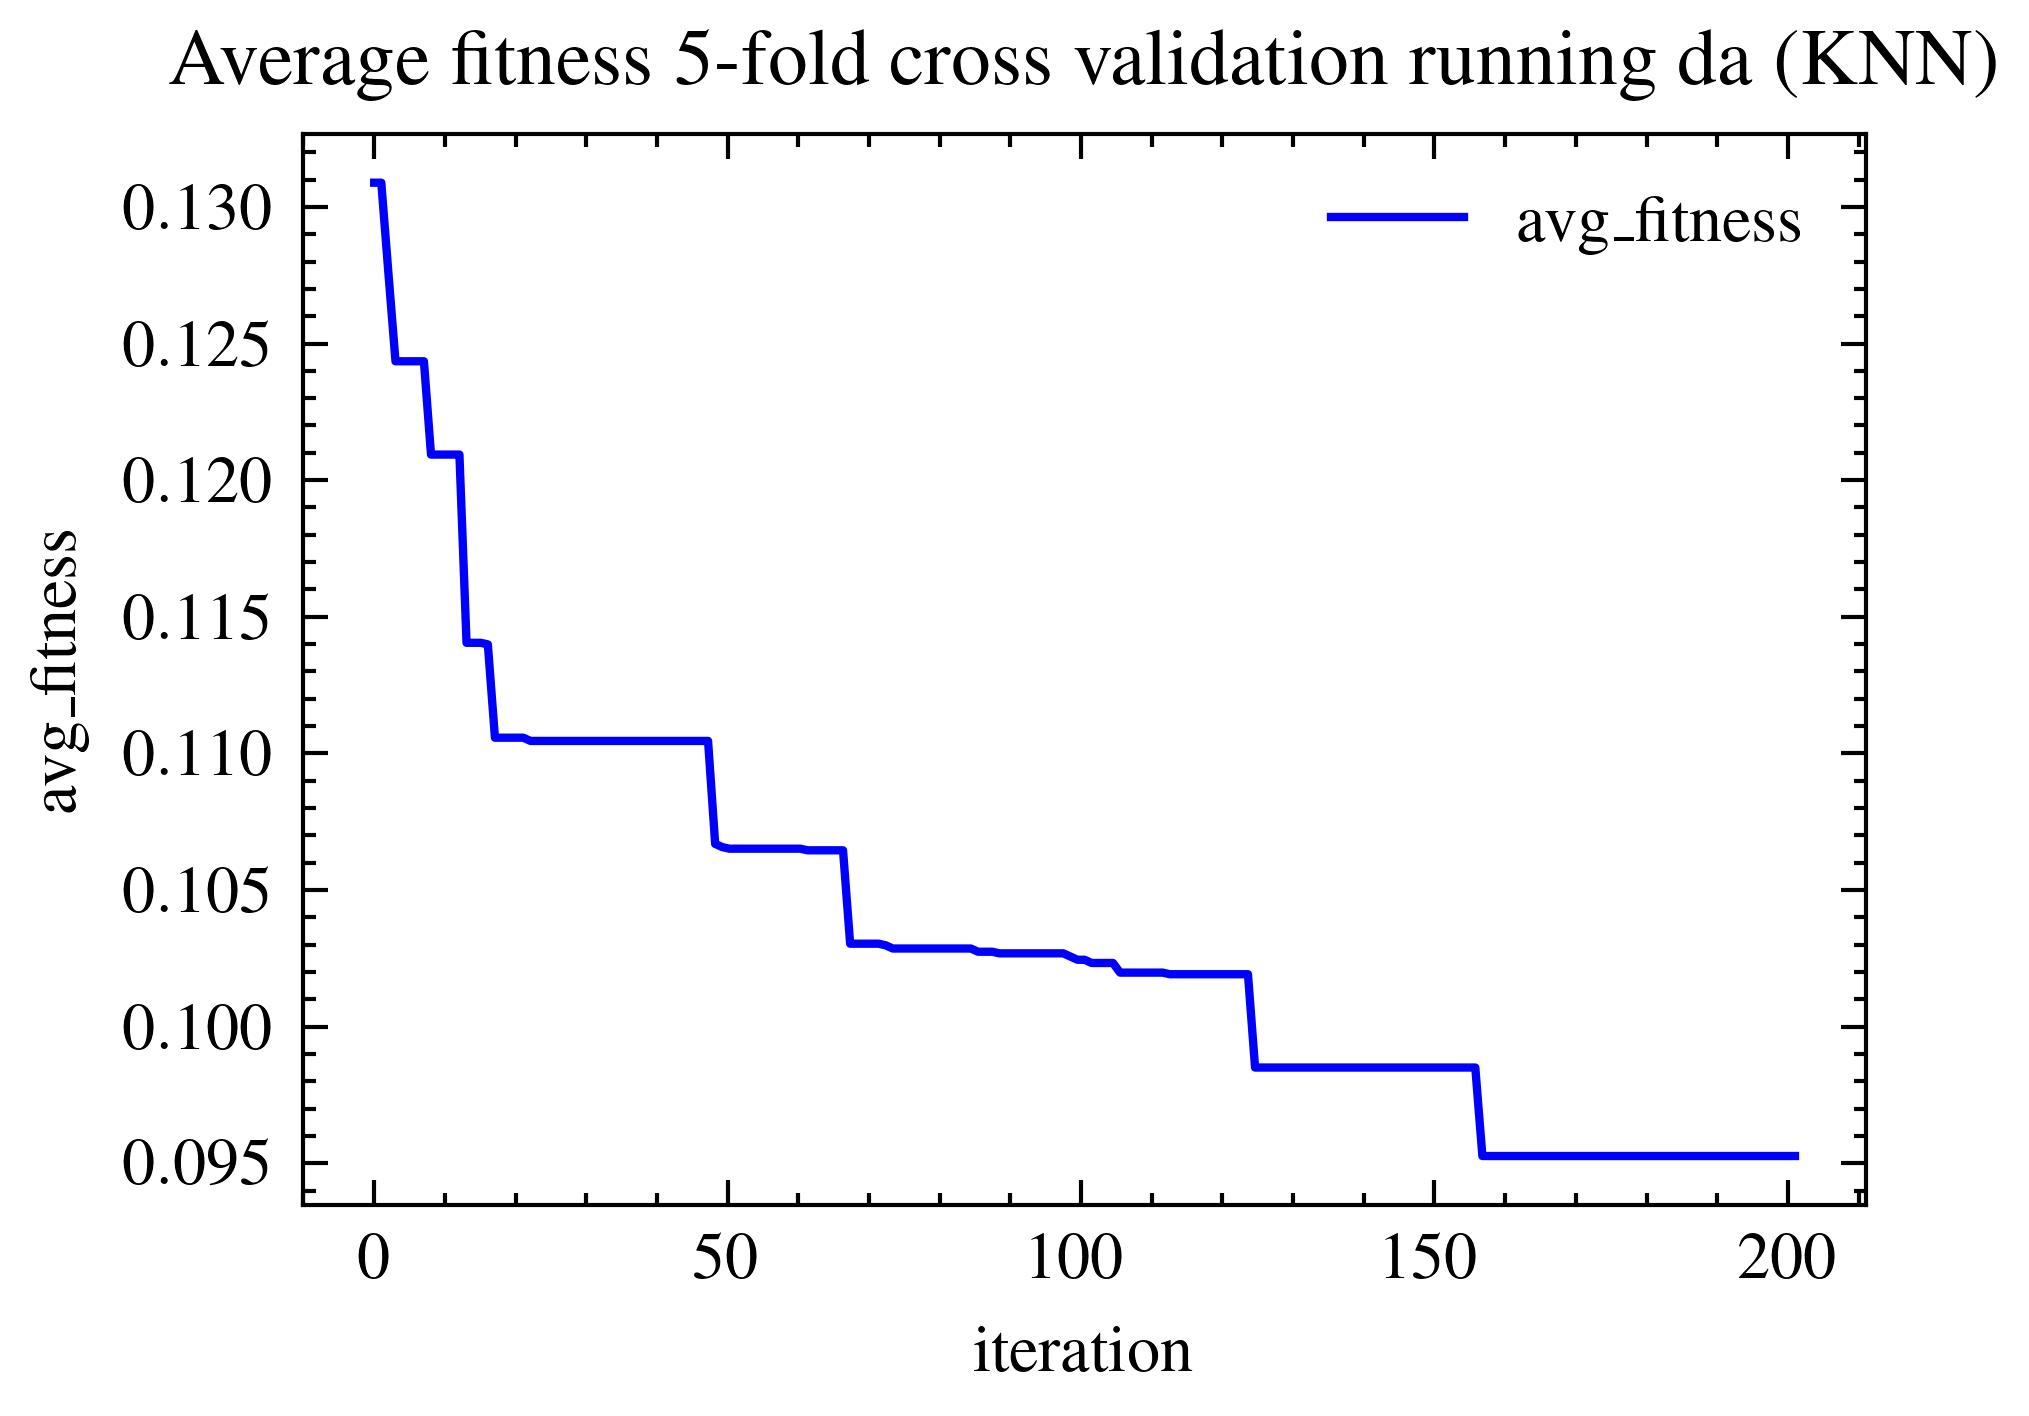 Average fitness 5-fold cross validation running da (KNN)
avg_fitness
0.130
0.125
0.120
0.115
0.110
0.105
0.100
0.095
avg_fitness
0 50 100 150 200
iteration